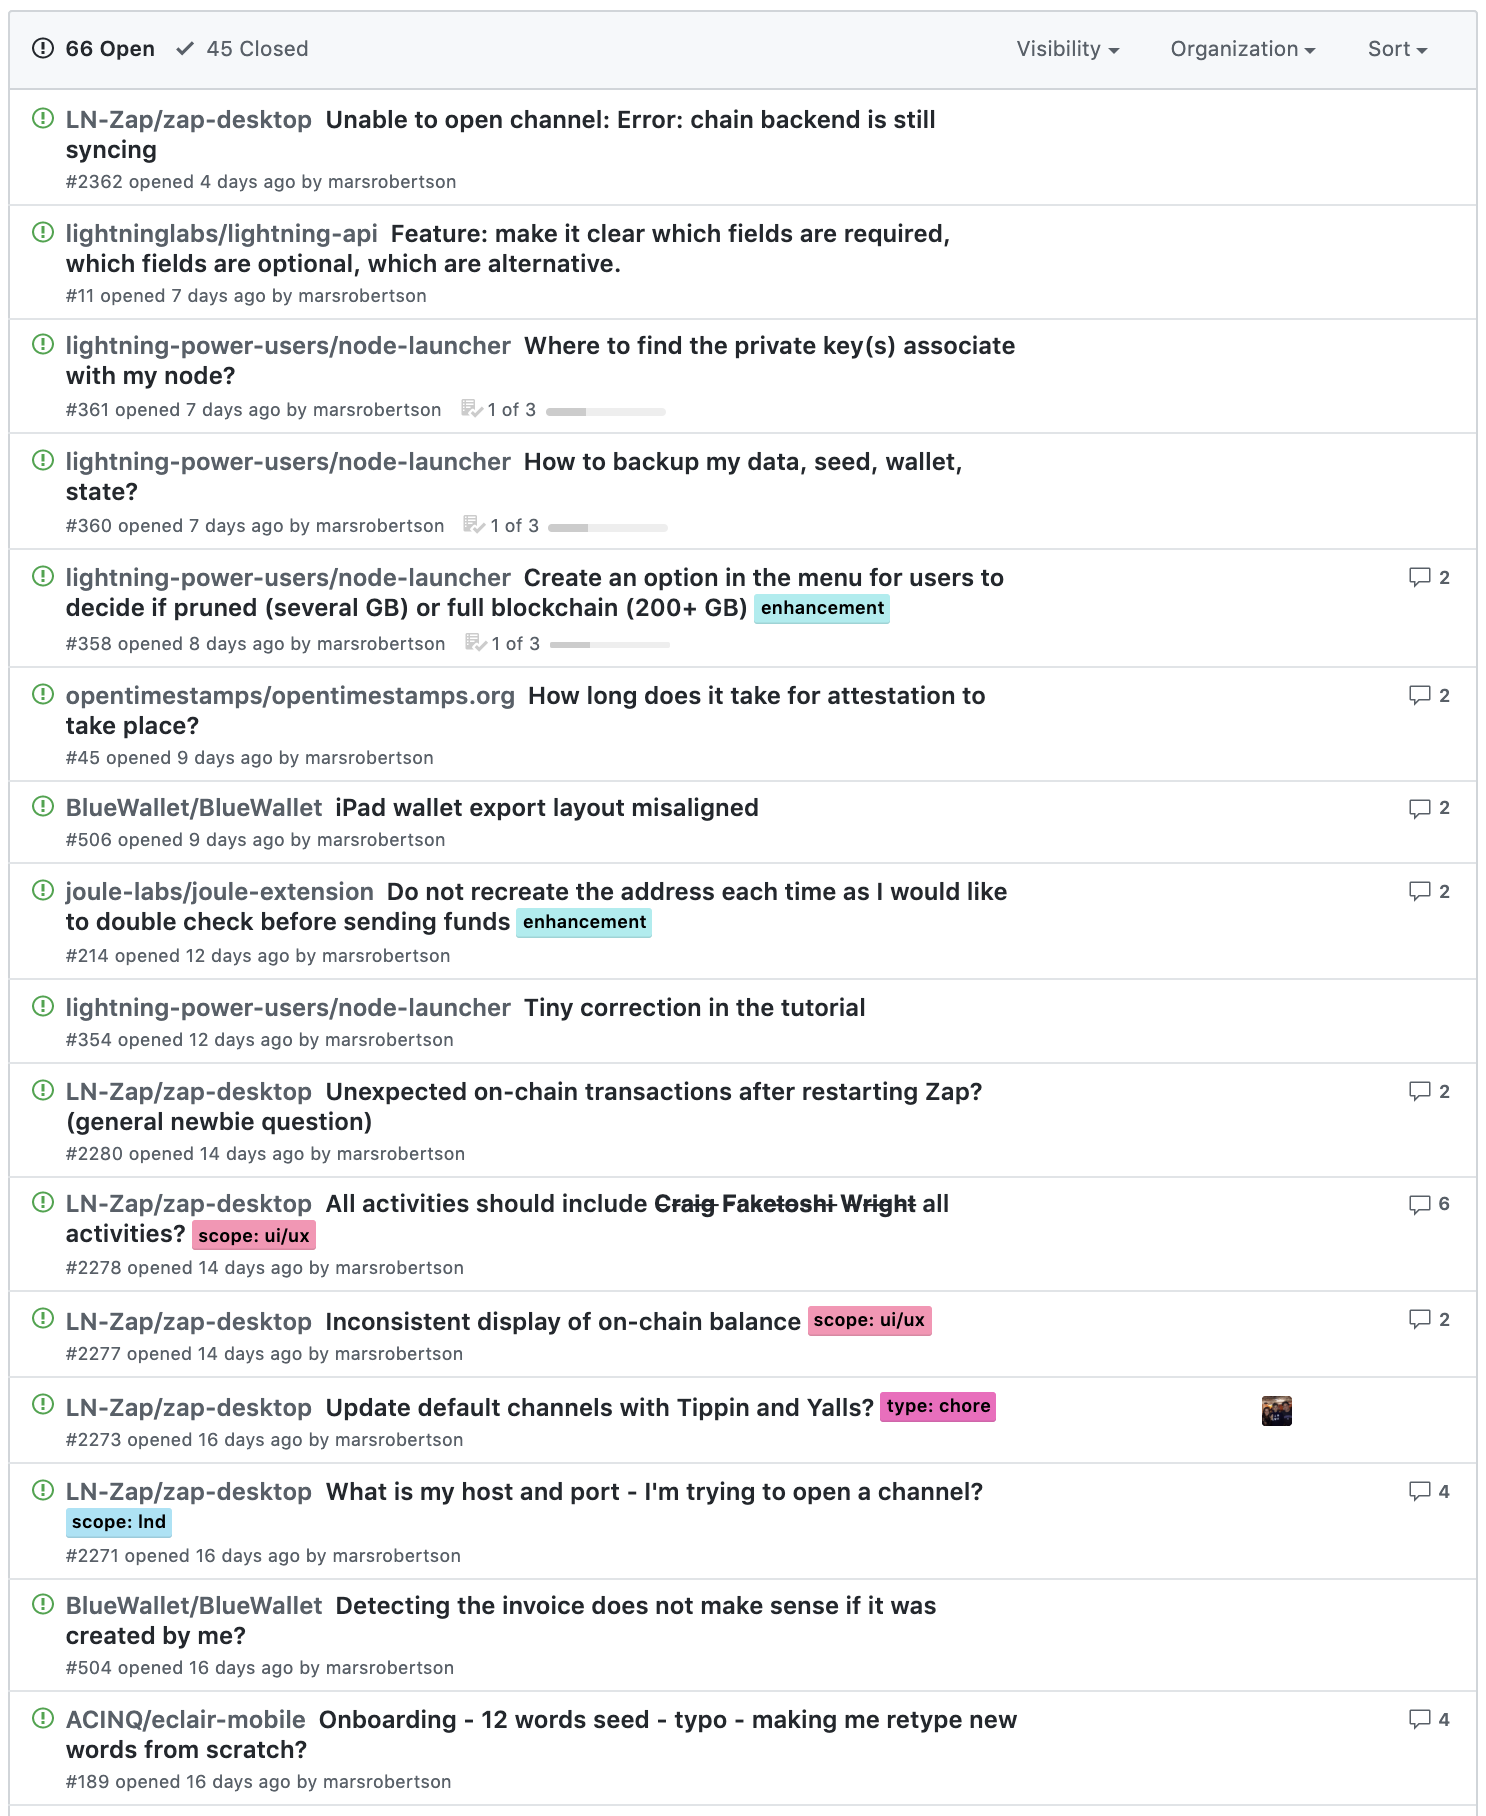 66 Open 45 Closed Visibility Organization Sort
LN-Zap/zap-desktop Unable to open channel: Error: chain backend is still
syncing
#2362 opened 4 days ago by marsrobertson
lightninglabs/lightning-api Feature: make it clear which fields are required,
which fields are optional, which are alternative.
#11 opened 7 days ago by marsrobertson
lightning-power-users/node-launcher Where to find the private key(s) associate
with my node?
#361 opened 7 days ago by marsrobertson 1 of 3
lightning-power-users/node-launcher How to backup my data, seed, wallet,
state?
#360 opened 7 days ago by marsrobertson 1 of 3
lightning-power-users/node-launcher Create an option in the menu for users to 2
decide if pruned (several GB) or full blockchain (200+ GB) enhancement
#358 opened 8 days ago by marsrobertson 1 of 3
opentimestamps/opentimestamps.org How long does it take for attestation to 2
take place?
#45 opened 9 days ago by marsrobertson
BlueWallet/BlueWallet iPad wallet export layout misaligned 2
#506 opened 9 days ago by marsrobertson
joule-labs/joule-extension Do not recreate the address each time as I would like 2
to double check before sending funds enhancement
#214 opened 12 days ago by marsrobertson
lightning-power-users/node-launcher Tiny correction in the tutorial
#354 opened 12 days ago by marsrobertson
LN-Zap/zap-desktop Unexpected on-chain transactions after restarting Zap? 2
(general newbie question)
#2280 opened 14 days ago by marsrobertson
LN-Zap/zap-desktop All activities should include Craig Faketoshi Wright all 6
activities? scope: ui/ux
#2278 opened 14 days ago by marsrobertson
LN-Zap/zap-desktop Inconsistent display of on-chain balance scope: ui/ux 2
#2277 opened 14 days ago by marsrobertson
LN-Zap/zap-desktop Update default channels with Tippin and Yalls? type: chore
#2273 opened 16 days ago by marsrobertson
LN-Zap/zap-desktop What is my host and port - I'm trying to open a channel? 4
scope: lnd
#2271 opened 16 days ago by marsrobertson
BlueWallet/BlueWallet Detecting the invoice does not make sense if it was
created by me?
#504 opened 16 days ago by marsrobertson
ACINQ/eclair-mobile Onboarding - 12 words seed - typo - making me retype new 4
words from scratch?
#189 opened 16 days ago by marsrobertson